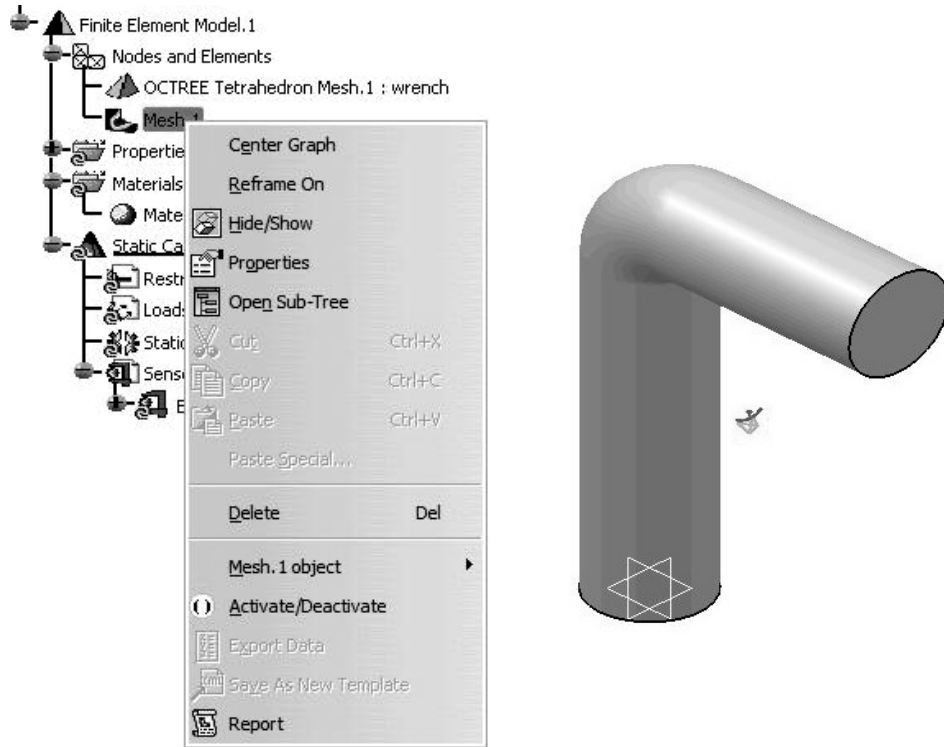 Finite Element Model.1
Nodes and Elements
OCTREE Tetrahedron Mesh.1 : wrench
Mesh.1
Propertie
Materials
Mate
Static Ca
Restr
Loads
Static
Sens
Center Graph
Reframe On
Hide/Show
Properties
Open Sub-Tree
Cut Ctrl+X
Copy Ctrl+C
Paste Ctrl+V
Paste Special...
Delete Del
Mesh.1 object
Activate/Deactivate
Export Data
Save As New Template
Report